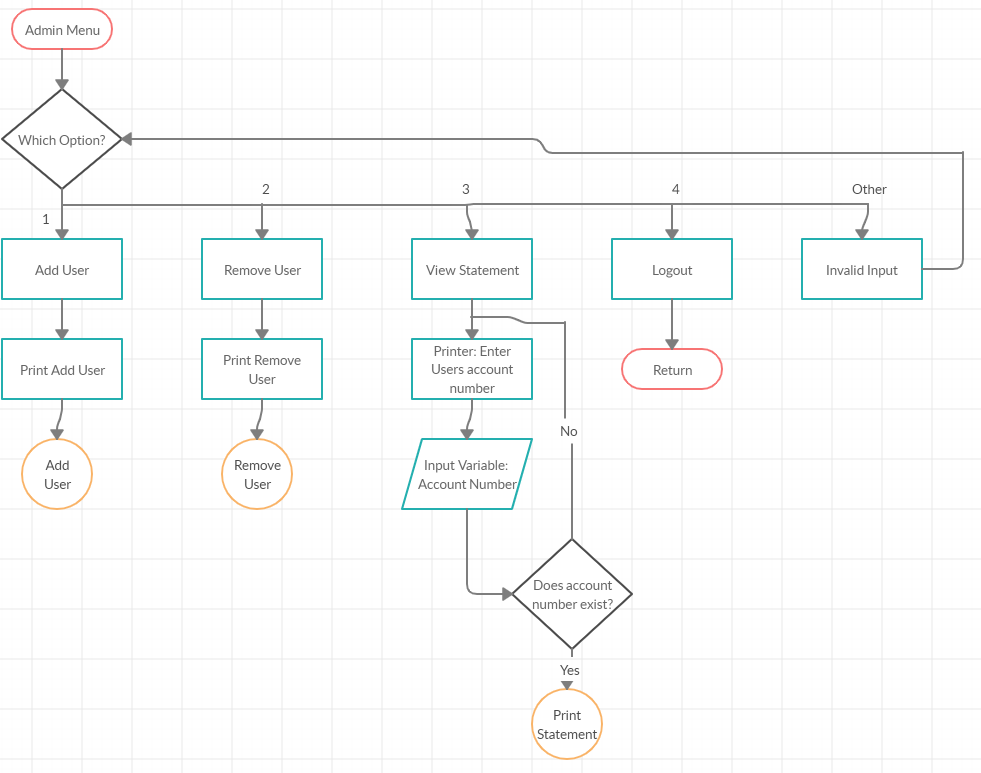 Admin Menu
Which Option?
1
2
3
4
Other
Add User
Remove User
View Statement
Logout
Invalid Input
Print Add User
Print Remove
User
Printer: Enter
Users account
number
Return
Add
User
Remove
User
Input Variable:
Account Number
No
Does account
number exist?
Yes
Print
Statement